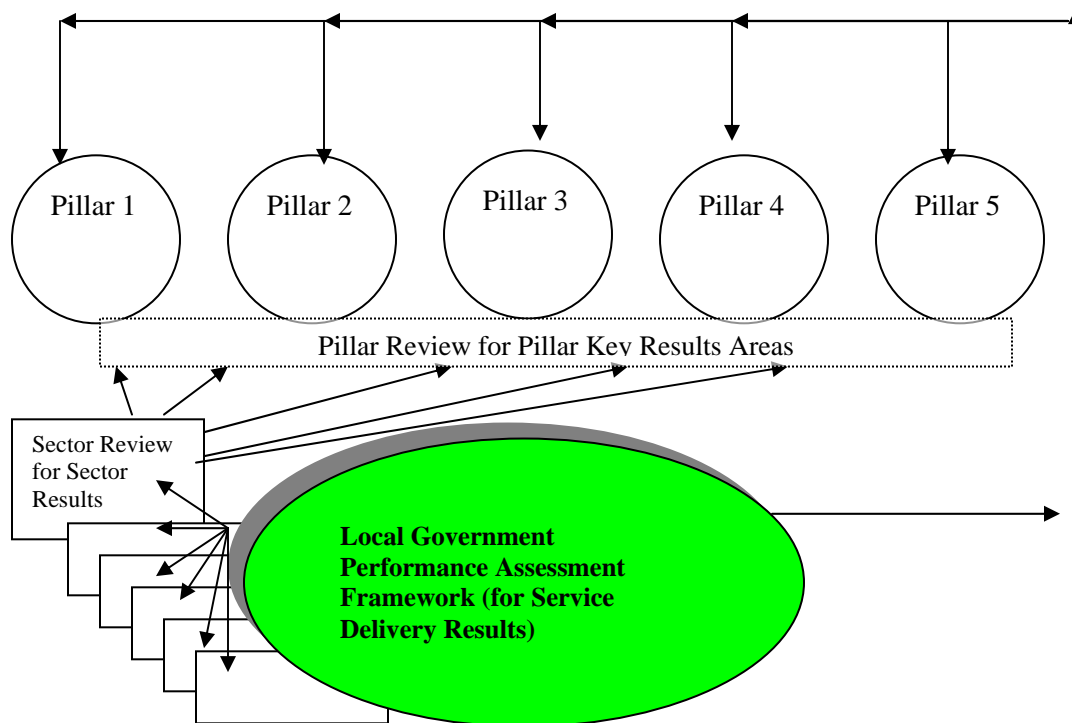 Pillar 1
Pillar 2
Pillar 3
Pillar 4
Pillar 5
Pillar Review for Pillar Key Results Areas
Sector Review
for Sector
Results
Local Government
Performance Assessment
Framework (for Service
Delivery Results)